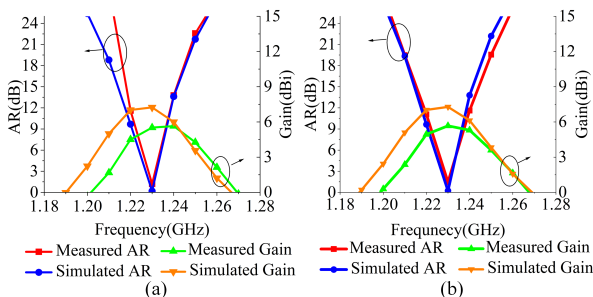 24 15 24 15
21 12 21 12
18 18
15 9 15 9
12 12
9 6 9 6
6 3 6 3
3 3
0 0 0 0
AR(dB) Gain(dBi) AR(dB) Gain(dBi)
1.18 1.20 1.22 1.24 1.26 1.28 1.18 1.20 1.22 1.24 1.26 1.28
Frequency(GHz) Frequnecy(GHz)
Measured AR Measured Gain Measured AR Measured Gain
Simulated AR Simulated Gain Simulated AR Simulated Gain
(a) (b)